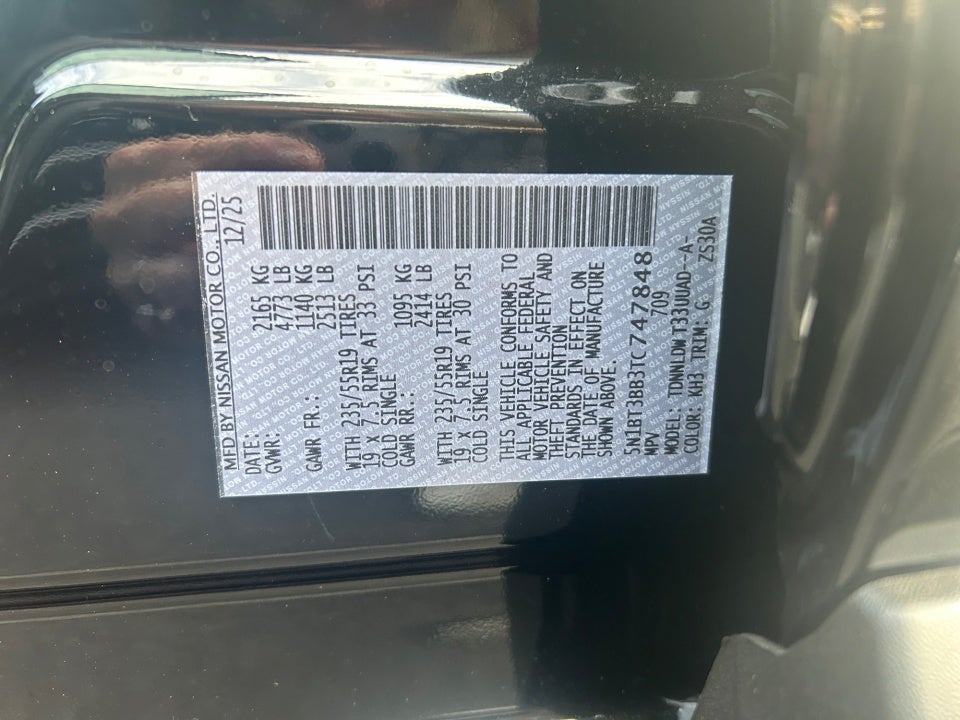 MFD BY NISSAN MOTOR CO., LTD.
DATE: 12/25
GVWR: 2165 KG
4773 LB
GAWR FR.: 1140 KG
2513 LB
WITH 235/55R19 TIRES
19 x 7.5 RIMS AT 33 PSI
COLD SINGLE
GAWR RR.: 1095 KG
2414 LB
WITH 235/55R19 TIRES
19 x 7.5 RIMS AT 30 PSI
COLD SINGLE
THIS VEHICLE CONFORMS TO
ALL APPLICABLE FEDERAL
MOTOR VEHICLE SAFETY AND
THEFT PREVENTION
STANDARDS IN EFFECT ON
THE DATE OF MANUFACTURE
SHOWN ABOVE.
5N1BT3BB3TC747848
MPV 709
MODEL: TDNNLDW T33UUAD--A-
COLOR: KH3 TRIM: G ZS30A